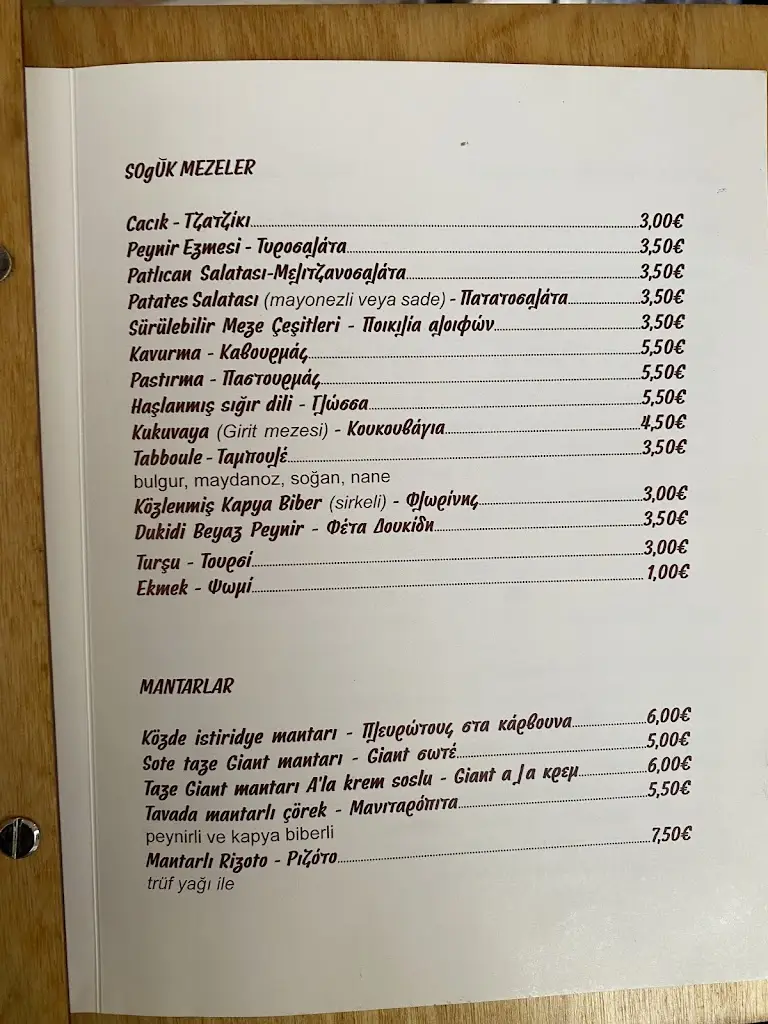 SOgŬK MEZELER
Cacık - Τζατζίκι 3,00€
Peynir Ezmesi - Τυροσαλάτα 3,50€
Patlıcan Salatası-Μελιτζανοσαλάτα 3,50€
Patates Salatası (mayonezli veya sade) - Πατατοσαλάτα 3,50€
Sürülebilir Meze Çeşitleri - Ποικιλία αλοιφών 3,50€
Kavurma - Καβουρμάς 5,50€
Pastırma - Παστουρμάς 5,50€
Haşlanmış sığır dili - Γλώσσα 5,50€
Kukuvaya (Girit mezesi) - Κουκουβάγια 4,50€
Tabboule - Ταμπουλέ 3,50€
bulgur, maydanoz, soğan, nane
Közlenmiş Kapya Biber (sirkeli) - Φλωρίνης 3,00€
Dukidi Beyaz Peynir - Φέτα Δουκίδη 3,50€
Turşu - Τουρσί 3,00€
Ekmek - Ψωμί 1,00€
MANTARLAR
Közde istiridye mantarı - Πλευρώτους στα κάρβουνα 6,00€
Sote taze Giant mantarı - Giant σωτέ 5,00€
Taze Giant mantarı A'la krem soslu - Giant α λα κρεμ 6,00€
Tavada mantarlı çörek - Μανιταρόπιτα 5,50€
peynirli ve kapya biberli
Mantarlı Rizoto - Ριζότο 7,50€
trüf yağı ile